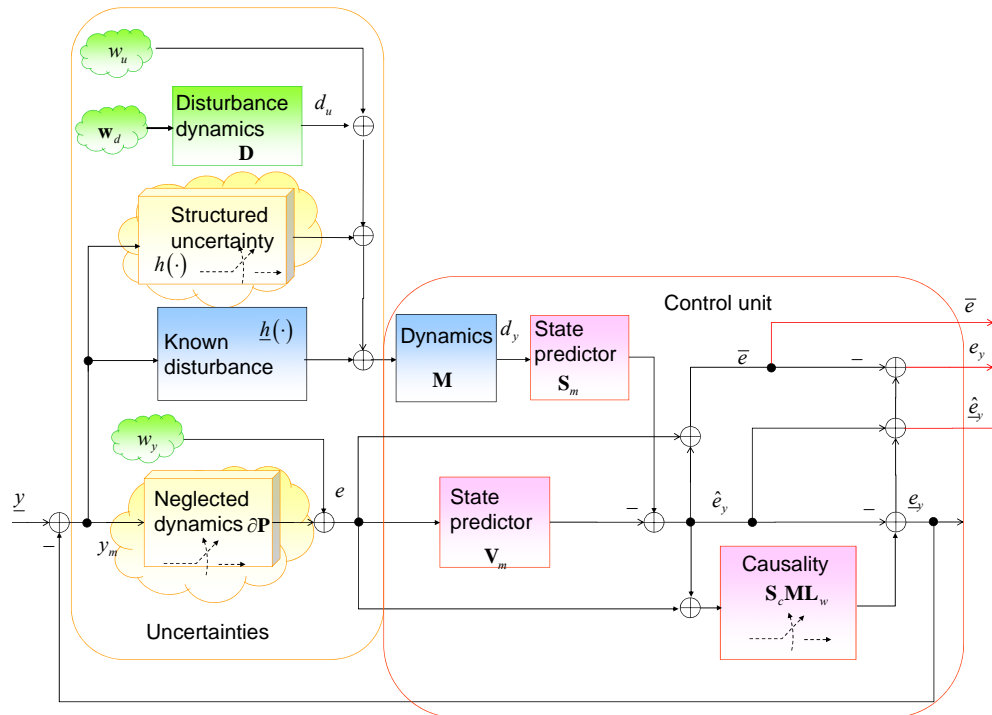 w_u
Disturbance
dynamics
D
d_u
w_d
Structured
uncertainty
h(·)
Known
disturbance
h(·)
Control unit
Dynamics
M
d_y
State
predictor
S_m
e̅
e̅
e_y
ê_y
w_y
y
−
y_m
Neglected
dynamics ∂P
e
State
predictor
V_m
−
ê_y
−
−
e_y
Causality
S_cML_w
Uncertainties